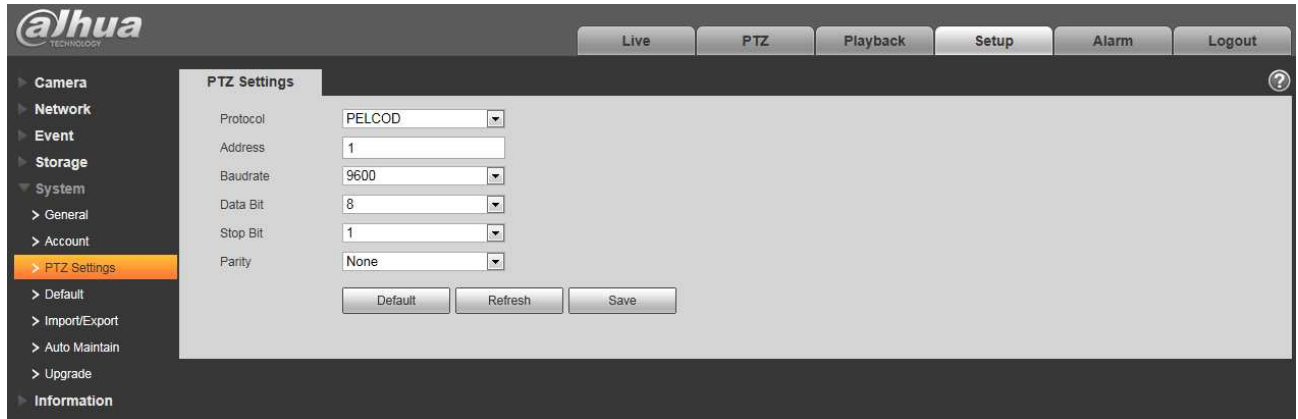 alhua
TECHNOLOGY
Live PTZ Playback Setup Alarm Logout
Camera
Network
Event
Storage
System
> General
> Account
> PTZ Settings
> Default
> Import/Export
> Auto Maintain
> Upgrade
Information
PTZ Settings
?
Protocol PELCOD
Address 1
Baudrate 9600
Data Bit 8
Stop Bit 1
Parity None
Default Refresh Save